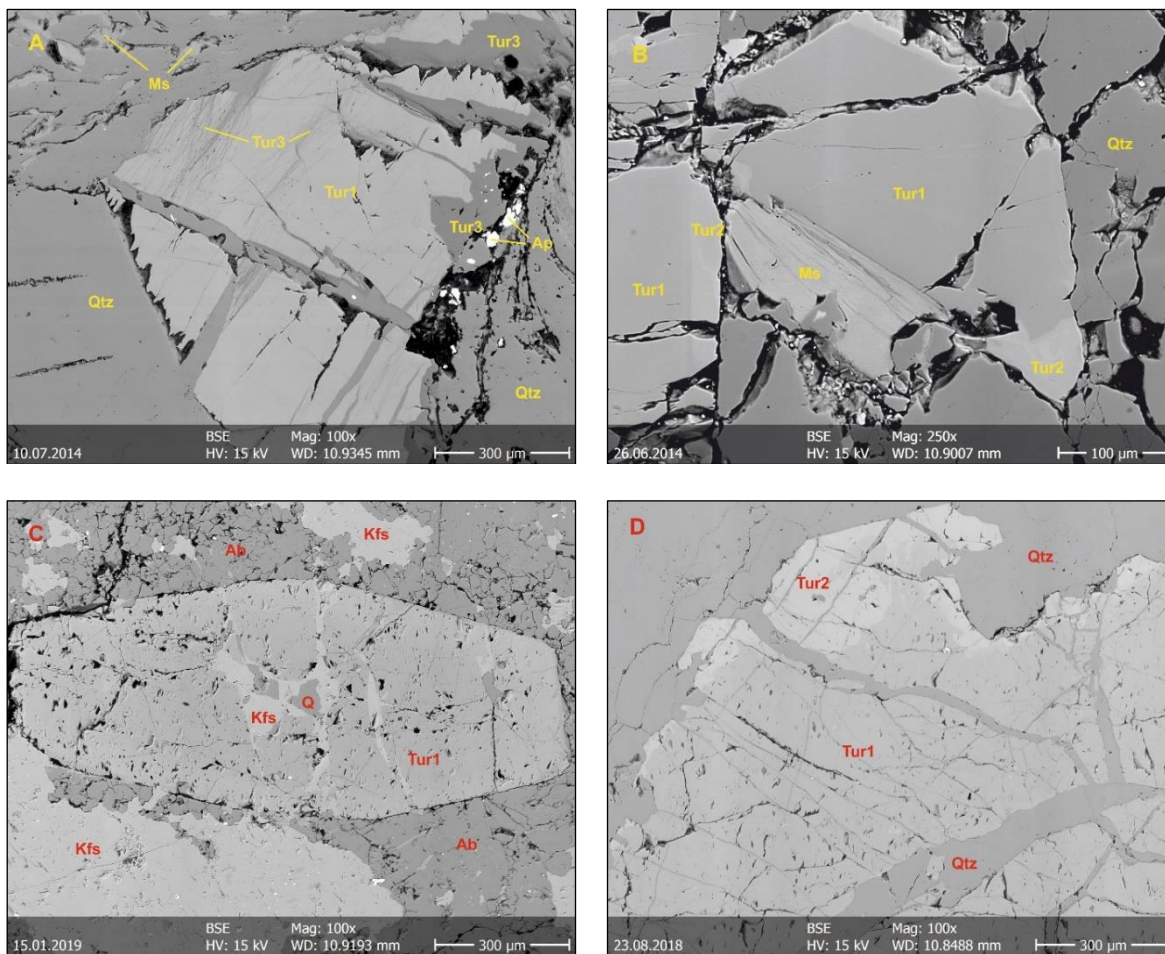 A
Tur3
Ms
Tur3
Tur1
Tur3
Ap
Qtz
Qtz
BSE Mag: 100x
10.07.2014 HV: 15 kV WD: 10.9345 mm 300 µm
B
Qtz
Tur1
Tur2
Ms
Tur1
Tur2
BSE Mag: 250x
26.06.2014 HV: 15 kV WD: 10.9007 mm 100 µm
C
Kfs
Ab
Q
Kfs
Tur1
Kfs
Ab
BSE Mag: 100x
15.01.2019 HV: 15 kV WD: 10.9193 mm 300 µm
D
Qtz
Tur2
Tur1
Qtz
BSE Mag: 100x
23.08.2018 HV: 15 kV WD: 10.8488 mm 300 µm